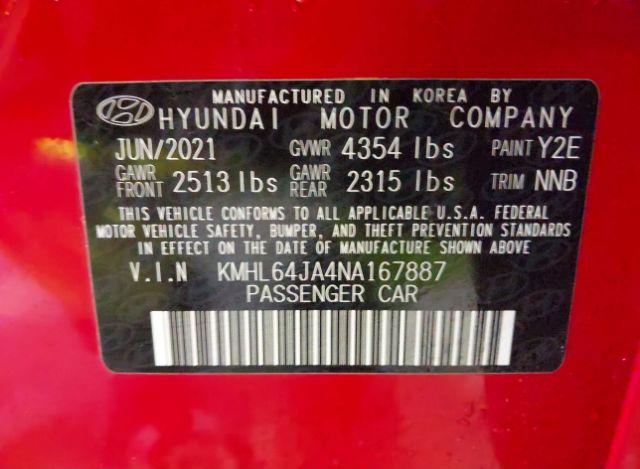 MANUFACTURED IN KOREA BY
HYUNDAI MOTOR COMPANY
JUN/2021 GVWR 4354 lbs PAINT Y2E
GAWR FRONT 2513 lbs GAWR REAR 2315 lbs TRIM NNB
THIS VEHICLE CONFORMS TO ALL APPLICABLE U.S.A. FEDERAL
MOTOR VEHICLE SAFETY, BUMPER, AND THEFT PREVENTION STANDARDS
IN EFFECT ON THE DATE OF MANUFACTURE SHOWN ABOVE
V.I.N KMHL64JA4NA167887
PASSENGER CAR